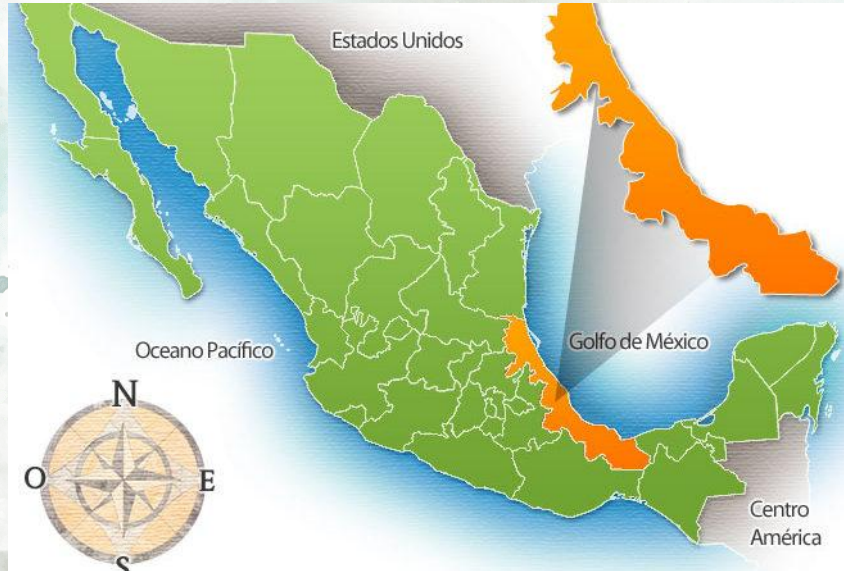 Estados Unidos
Golfo de México
Oceano Pacífico
N
O
E
S
Centro
América